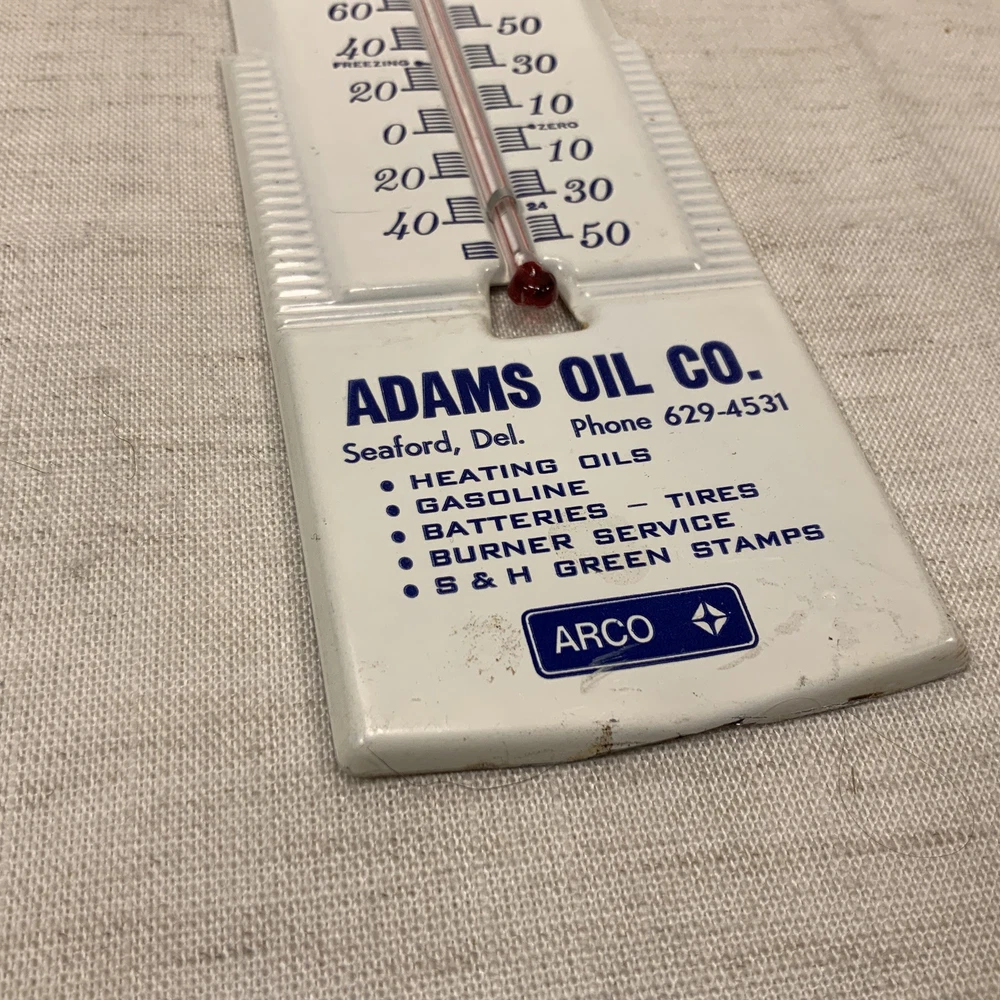 60
50
40
FREEZING
30
20
10
0
ZERO
10
20
30
24
40
50
ADAMS OIL CO.
Seaford, Del. Phone 629-4531
• HEATING OILS
• GASOLINE
• BATTERIES – TIRES
• BURNER SERVICE
• S & H GREEN STAMPS
ARCO